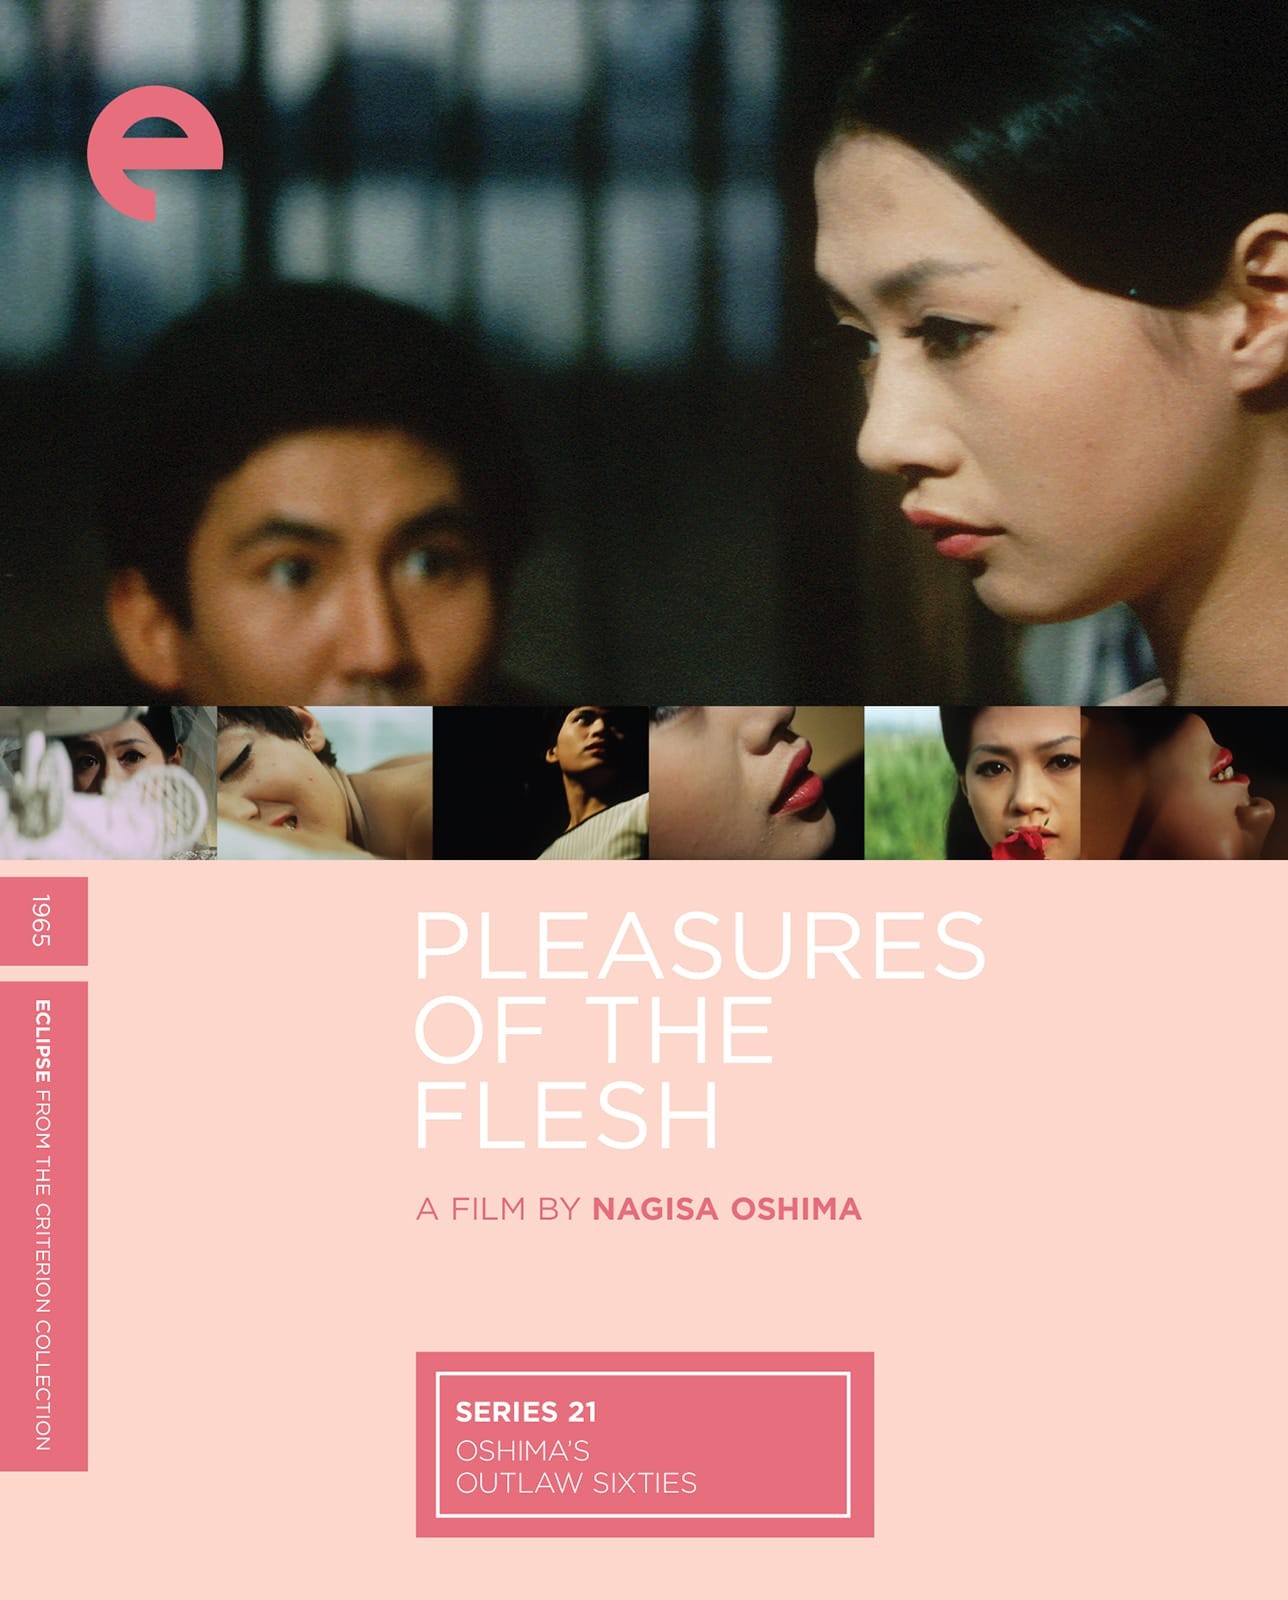 e
1965
ECLIPSE FROM THE CRITERION COLLECTION
PLEASURES
OF THE
FLESH
A FILM BY NAGISA OSHIMA
SERIES 21
OSHIMA'S
OUTLAW SIXTIES